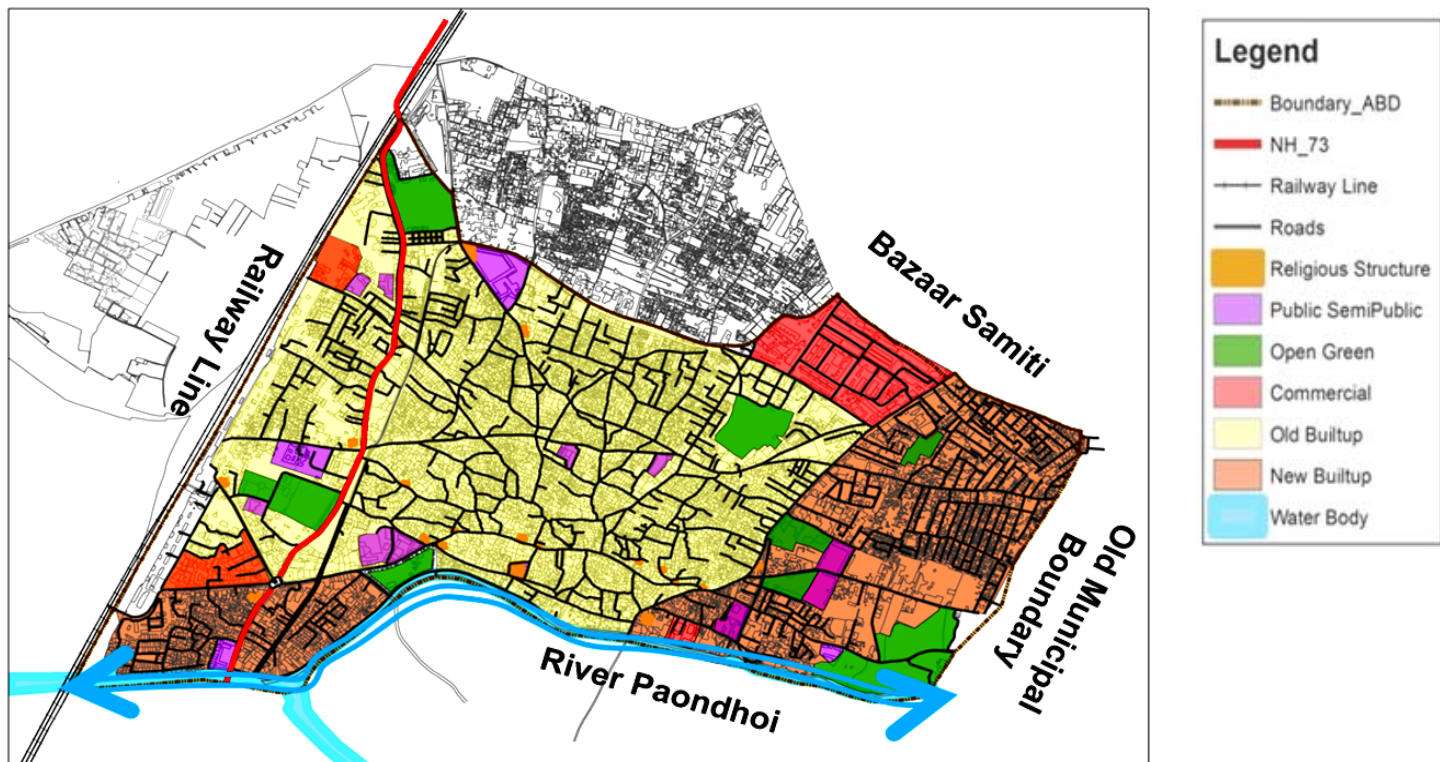 Railway Line
Bazaar Samiti
Old Municipal
Boundary
River Paondhoi
Legend
Boundary_ABD
NH_73
Railway Line
Roads
Religious Structure
Public SemiPublic
Open Green
Commercial
Old Builtup
New Builtup
Water Body